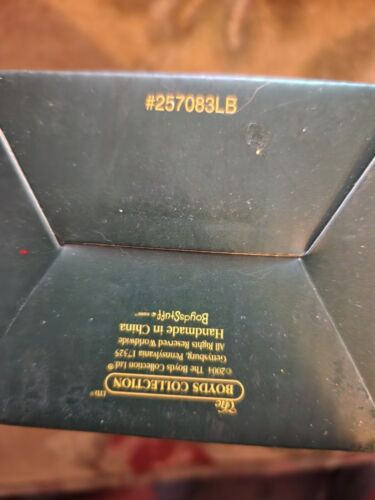 #257083LB
The
BOYDS COLLECTION
LTD.®
©2004 The Boyds Collection Ltd.®
Gettysburg, Pennsylvania 17325
All Rights Reserved Worldwide
Handmade in China
BoydsStuff